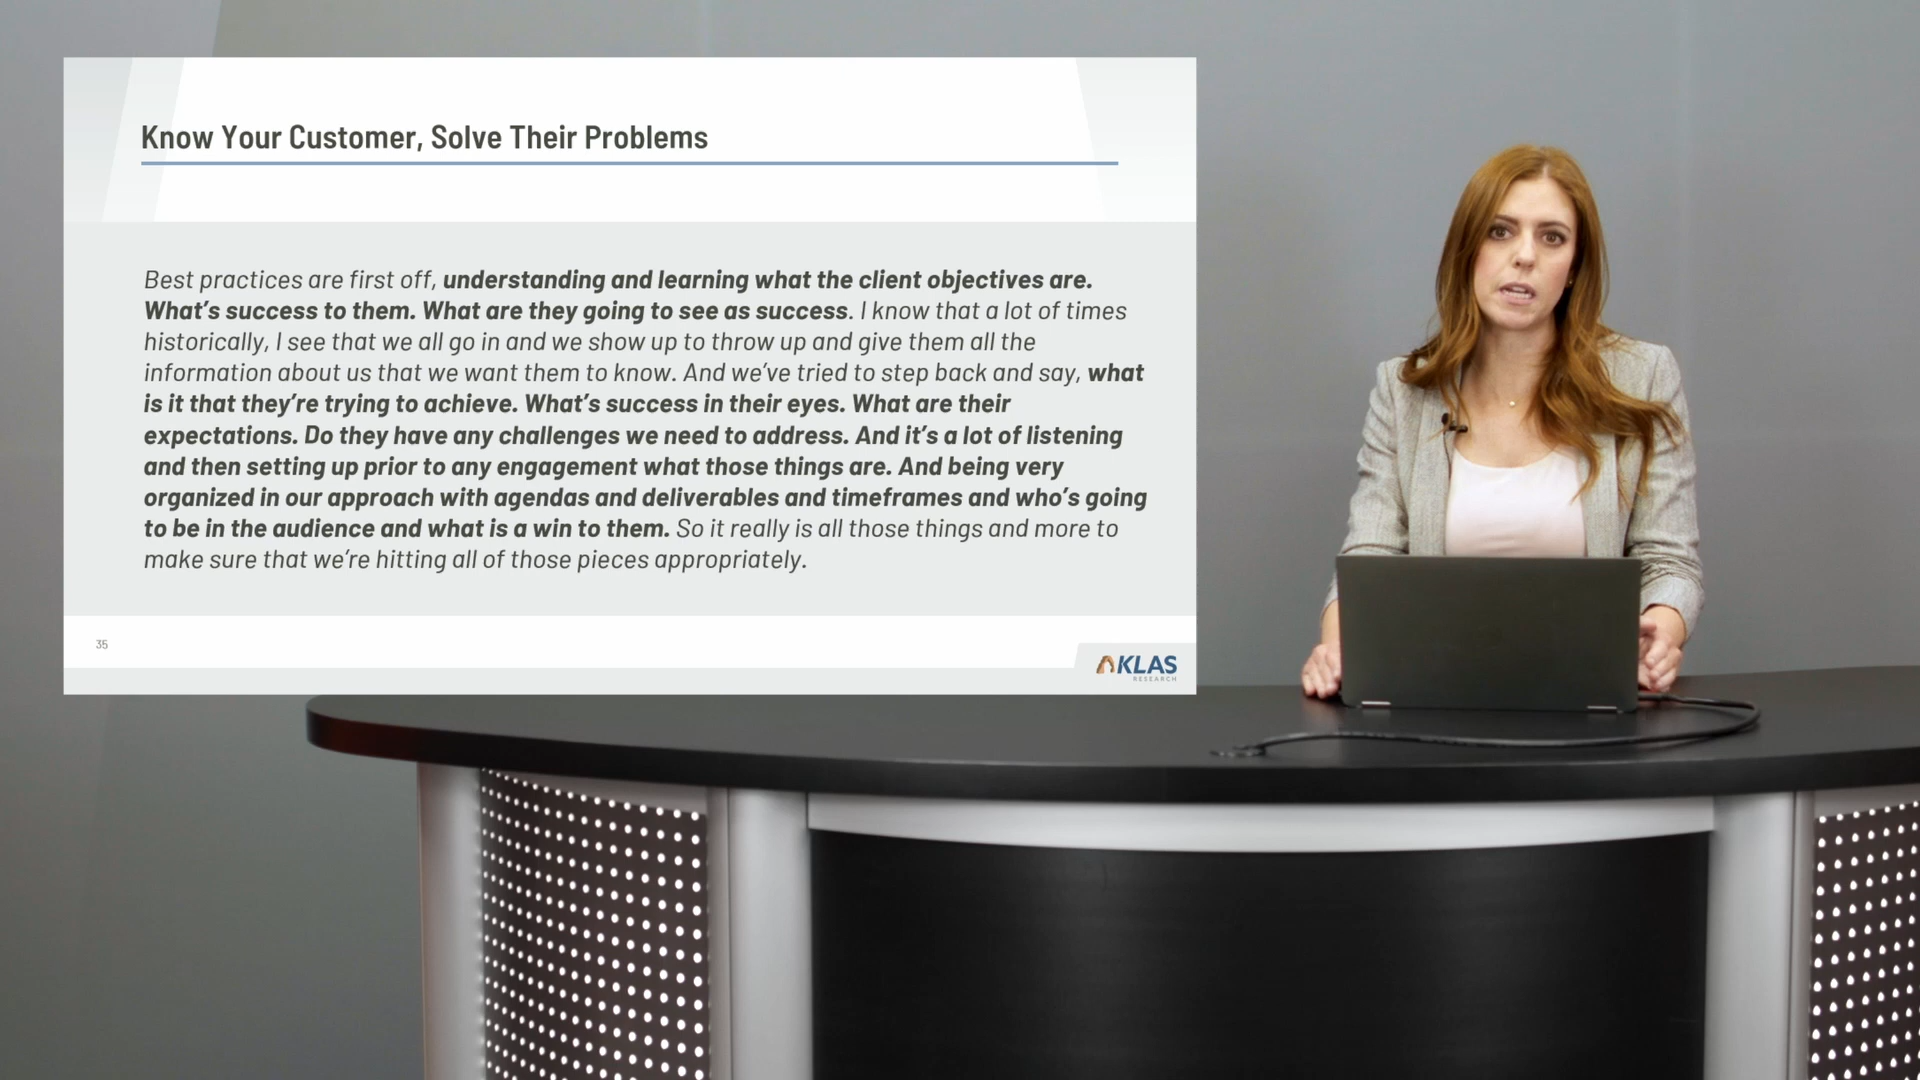 Know Your Customer, Solve Their Problems
Best practices are first off, understanding and learning what the client objectives are.
What's success to them. What are they going to see as success. I know that a lot of times
historically, I see that we all go in and we show up to throw up and give them all the
information about us that we want them to know. And we've tried to step back and say, what
is it that they're trying to achieve. What's success in their eyes. What are their
expectations. Do they have any challenges we need to address. And it's a lot of listening
and then setting up prior to any engagement what those things are. And being very
organized in our approach with agendas and deliverables and timeframes and who's going
to be in the audience and what is a win to them. So it really is all those things and more to
make sure that we're hitting all of those pieces appropriately.
35
KLAS
RESEARCH